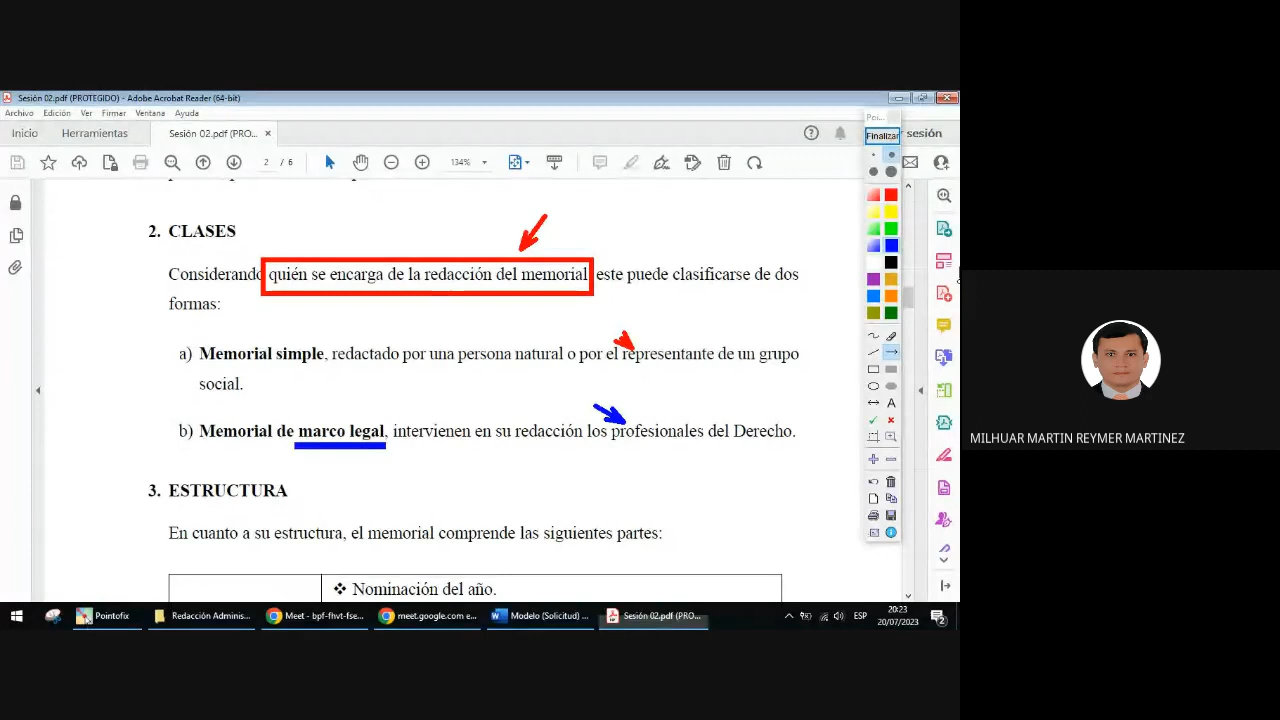 Sesión 02.pdf (PROTEGIDO) - Adobe Acrobat Reader (64-bit)
Archivo Edición Ver Firmar Ventana Ayuda
Inicio Herramientas Sesión 02.pdf (PRO... × sesión
Poi...
Finalizar
2 / 6 134%
2. CLASES
Considerando quién se encarga de la redacción del memorial, este puede clasificarse de dos
formas:
a) Memorial simple, redactado por una persona natural o por el representante de un grupo
social.
b) Memorial de marco legal, intervienen en su redacción los profesionales del Derecho.
3. ESTRUCTURA
En cuanto a su estructura, el memorial comprende las siguientes partes:
❖ Nominación del año.
MILHUAR MARTIN REYMER MARTINEZ
Pointofix Redacción Adminis... Meet - bpf-fhvt-fse... meet.google.com e... Modelo (Solicitud) ... Sesión 02.pdf (PRO... ESP 20:23
20/07/2023 2